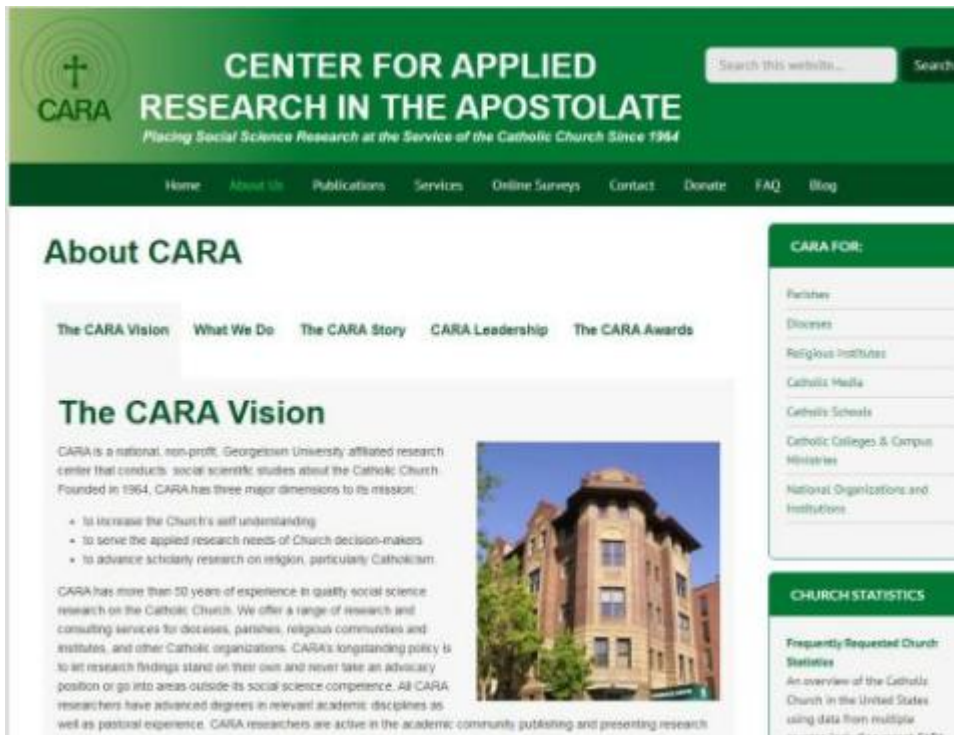 CARA
CENTER FOR APPLIED
RESEARCH IN THE APOSTOLATE
Placing Social Science Research at the Service of the Catholic Church Since 1964
Search this website...
Search
Home About Us Publications Services Online Surveys Contact Donate FAQ Blog
About CARA
The CARA Vision What We Do The CARA Story CARA Leadership The CARA Awards
The CARA Vision
CARA is a national, non-profit, Georgetown University affiliated research
center that conducts social scientific studies about the Catholic Church.
Founded in 1964, CARA has three major dimensions to its mission:
• to increase the Church's self understanding
• to serve the applied research needs of Church decision-makers
• to advance scholarly research on religion, particularly Catholicism
CARA has more than 50 years of experience in quality social science
research on the Catholic Church. We offer a range of research and
consulting services for dioceses, parishes, religious communities and
institutes, and other Catholic organizations. CARA's longstanding policy is
to let research findings stand on their own and never take an advocacy
position or go into areas outside its social science competence. All CARA
researchers have advanced degrees in relevant academic disciplines as
well as pastoral experience. CARA researchers are active in the academic community publishing and presenting research
CARA FOR:
Parishes
Dioceses
Religious Institutes
Catholic Media
Catholic Schools
Catholic Colleges & Campus
Ministries
National Organizations and
Institutions
CHURCH STATISTICS
Frequently Requested Church
Statistics
An overview of the Catholic
Church in the United States
using data from multiple